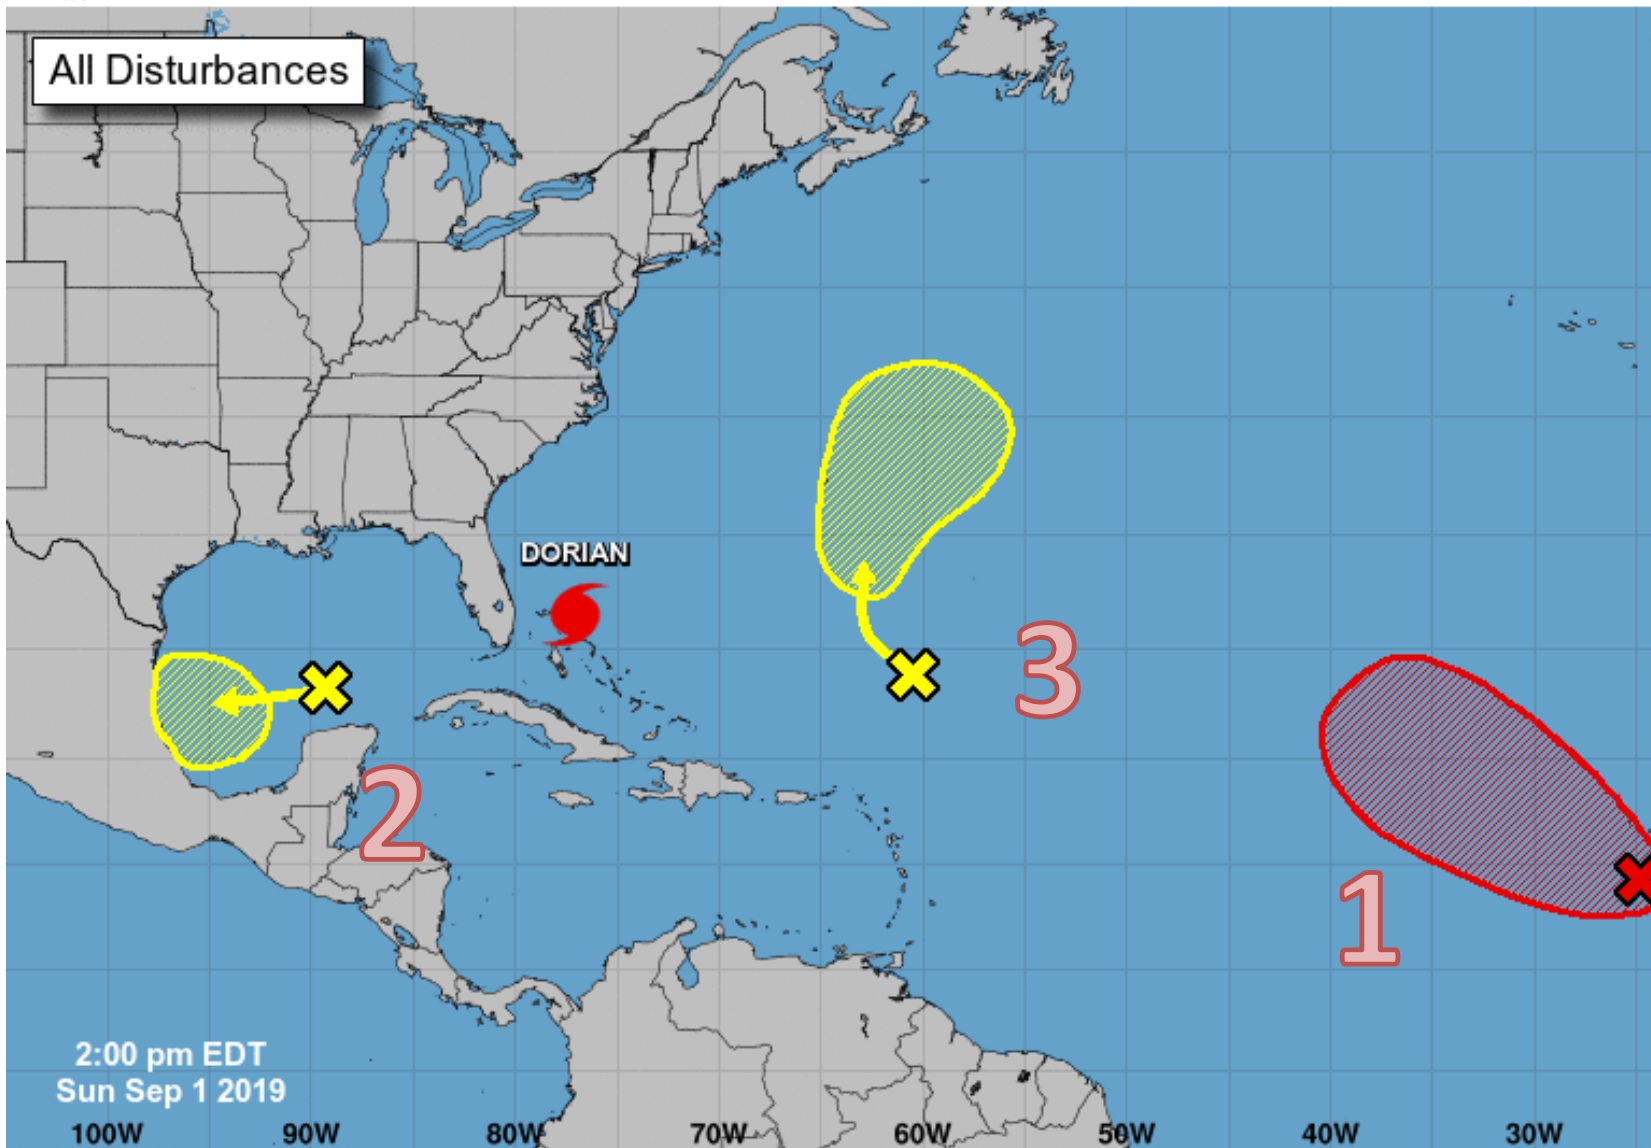 All Disturbances
DORIAN
3
2
1
2:00 pm EDT
Sun Sep 1 2019
100W 90W 80W 70W 60W 50W 40W 30W